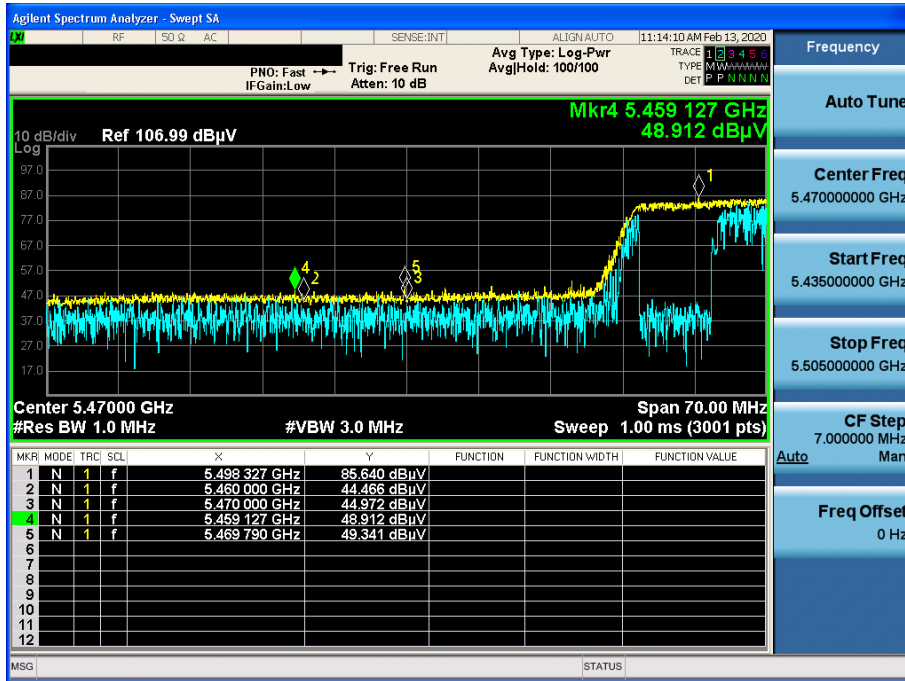 Agilent Spectrum Analyzer - Swept SA
LXI RF 50 Ω AC SENSE:INT ALIGN AUTO 11:14:10 AM Feb 13, 2020
PNO: Fast
IFGain:Low
Trig: Free Run
Atten: 10 dB
Avg Type: Log-Pwr
Avg|Hold: 100/100
TRACE 1 2 3 4 5 6
TYPE M W
DET P P N N N N
Mkr4 5.459 127 GHz
48.912 dBµV
10 dB/div Ref 106.99 dBµV
Log
97.0
87.0
77.0
67.0
57.0
47.0
37.0
27.0
17.0
1
4
2
5
3
Center 5.47000 GHz Span 70.00 MHz
#Res BW 1.0 MHz #VBW 3.0 MHz Sweep 1.00 ms (3001 pts)
MKR MODE TRC SCL X Y FUNCTION FUNCTION WIDTH FUNCTION VALUE
1 N 1 f 5.498 327 GHz 85.640 dBµV
2 N 1 f 5.460 000 GHz 44.466 dBµV
3 N 1 f 5.470 000 GHz 44.972 dBµV
4 N 1 f 5.459 127 GHz 48.912 dBµV
5 N 1 f 5.469 790 GHz 49.341 dBµV
6
7
8
9
10
11
12
MSG STATUS
Frequency
Auto Tune
Center Freq
5.470000000 GHz
Start Freq
5.435000000 GHz
Stop Freq
5.505000000 GHz
CF Step
7.000000 MHz
Auto Man
Freq Offset
0 Hz